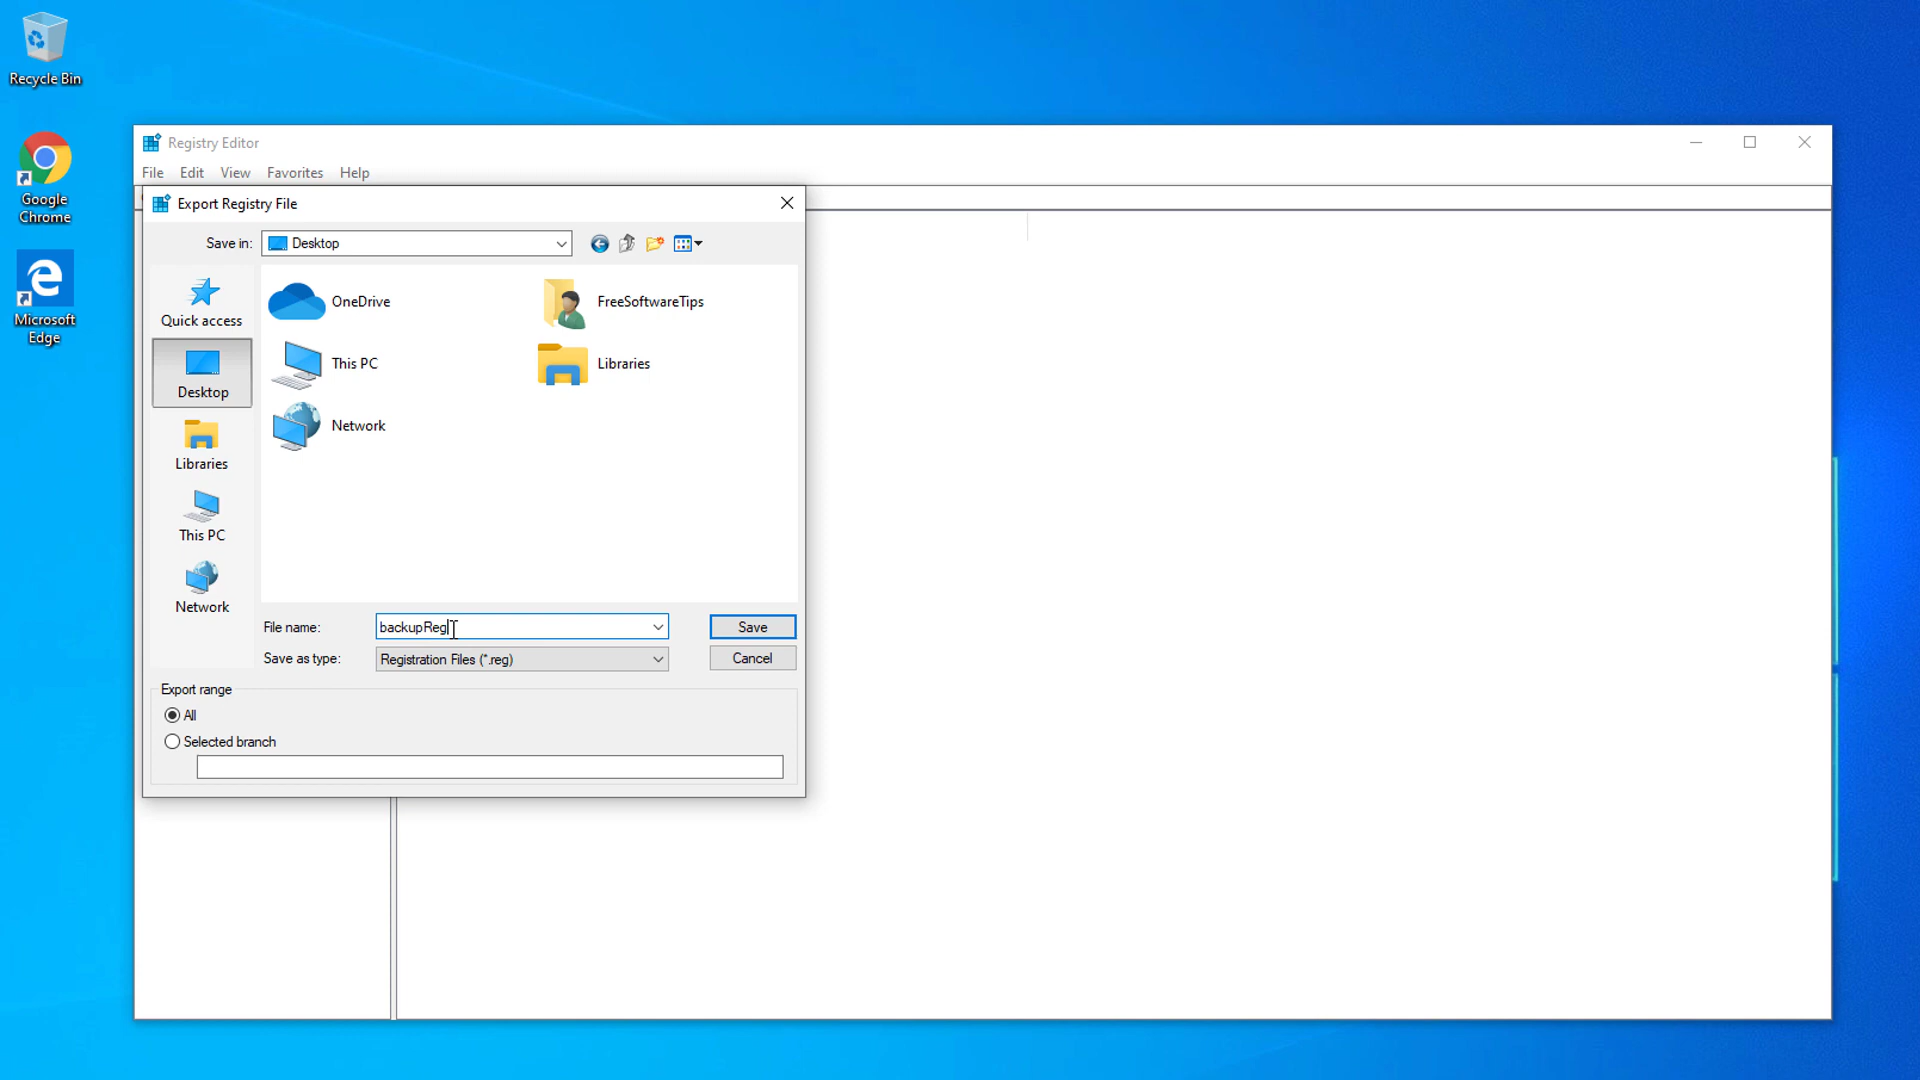 Recycle Bin
Google
Chrome
Microsoft
Edge
Registry Editor
File Edit View Favorites Help
Export Registry File
Save in: Desktop
Quick access
Desktop
Libraries
This PC
Network
OneDrive
FreeSoftwareTips
This PC
Libraries
Network
File name: backupReg
Save
Save as type: Registration Files (*.reg)
Cancel
Export range
All
Selected branch